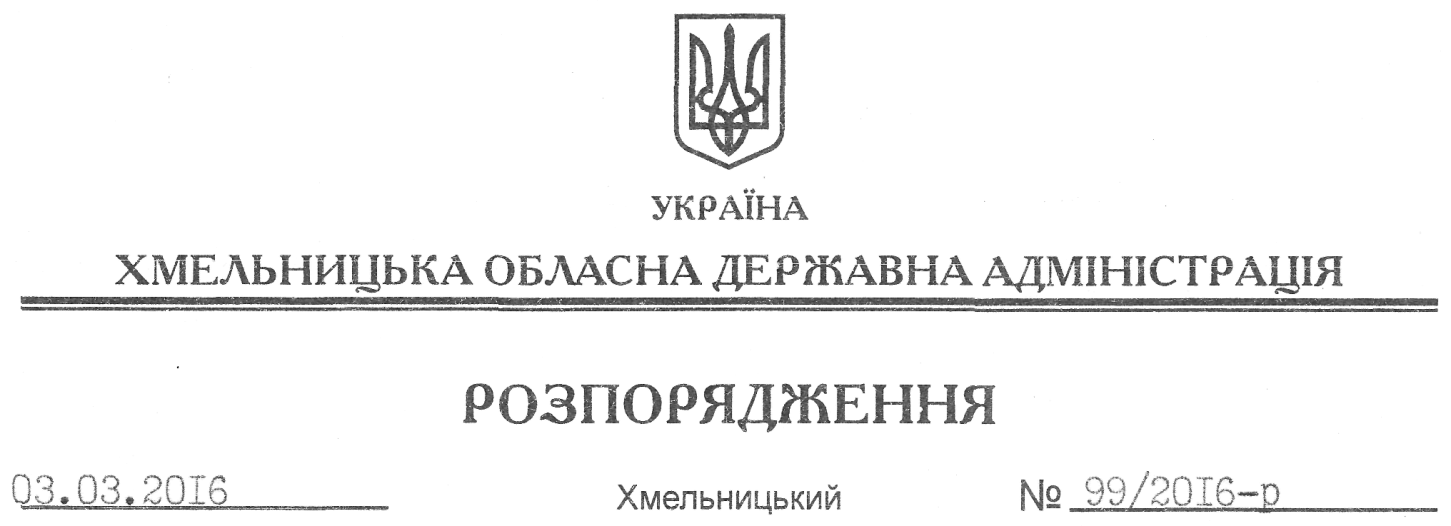 УКРАЇНА
ХМЕЛЬНИЦЬКА ОБЛАСНА ДЕРЖАВНА АДМІНІСТРАЦІЯ
РОЗПОРЯДЖЕННЯ
03.03.2016 Хмельницький № 99/2016-р